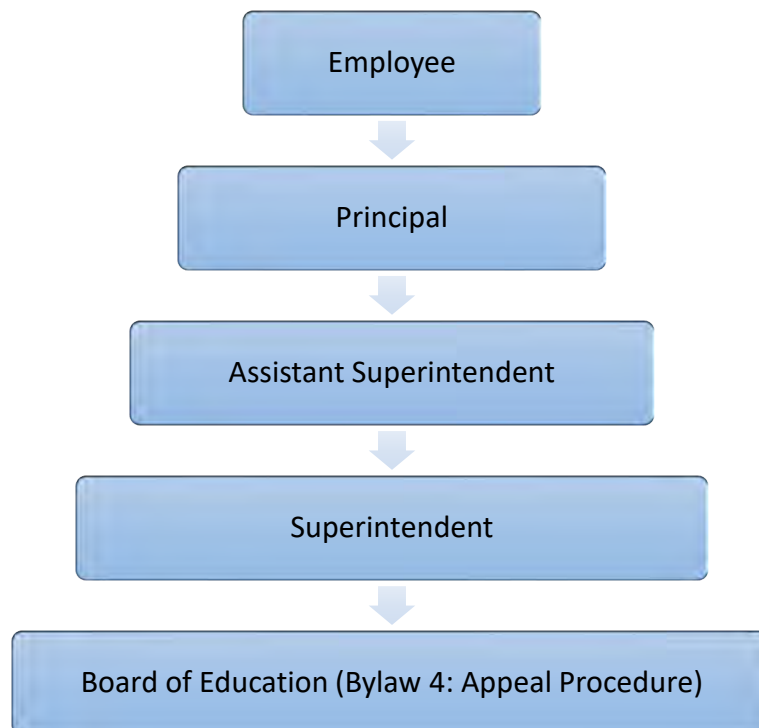 Employee
Principal
Assistant Superintendent
Superintendent
Board of Education (Bylaw 4: Appeal Procedure)